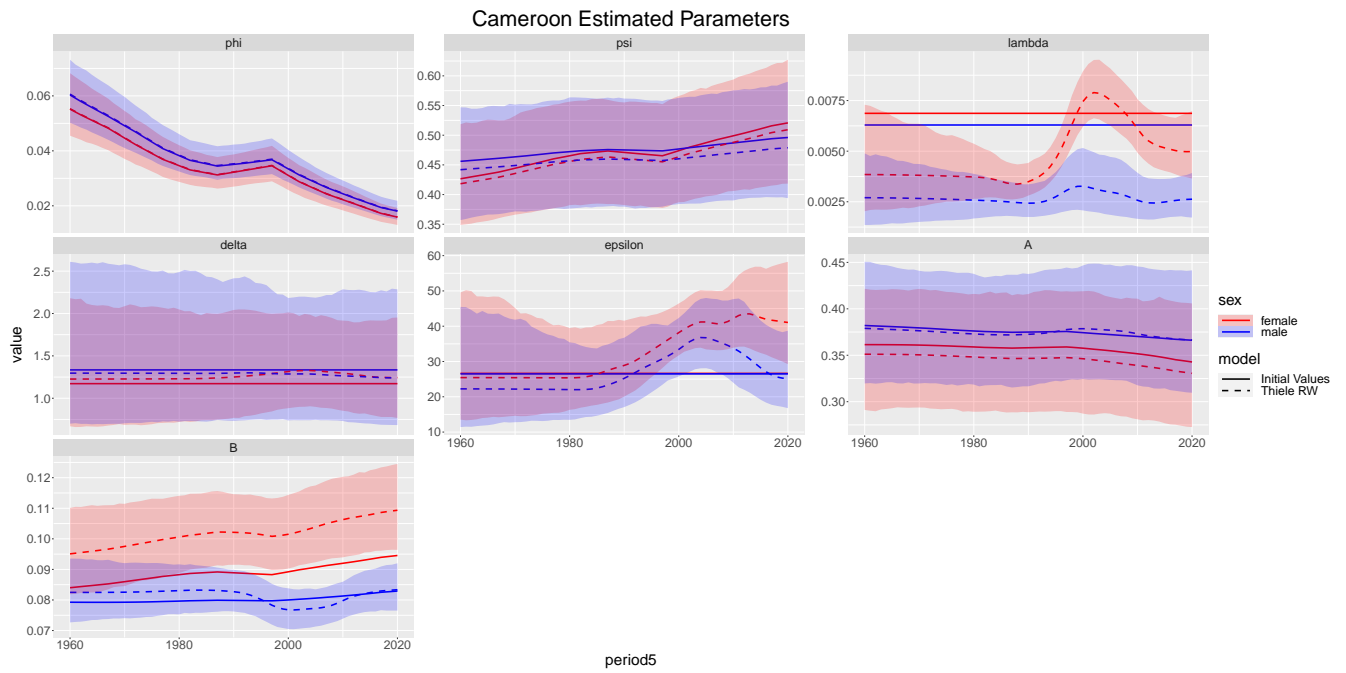 Cameroon Estimated Parameters
phi
psi
lambda
0.06
0.04
0.02
0.60
0.55
0.50
0.45
0.40
0.35
0.0075
0.0050
0.0025
delta
epsilon
A
2.5
2.0
1.5
1.0
60
50
40
30
20
10
0.45
0.40
0.35
0.30
1960
1980
2000
2020
1960
1980
2000
2020
B
0.12
0.11
0.10
0.09
0.08
0.07
1960
1980
2000
2020
value
period5
sex
female
male
model
Initial Values
Thiele RW